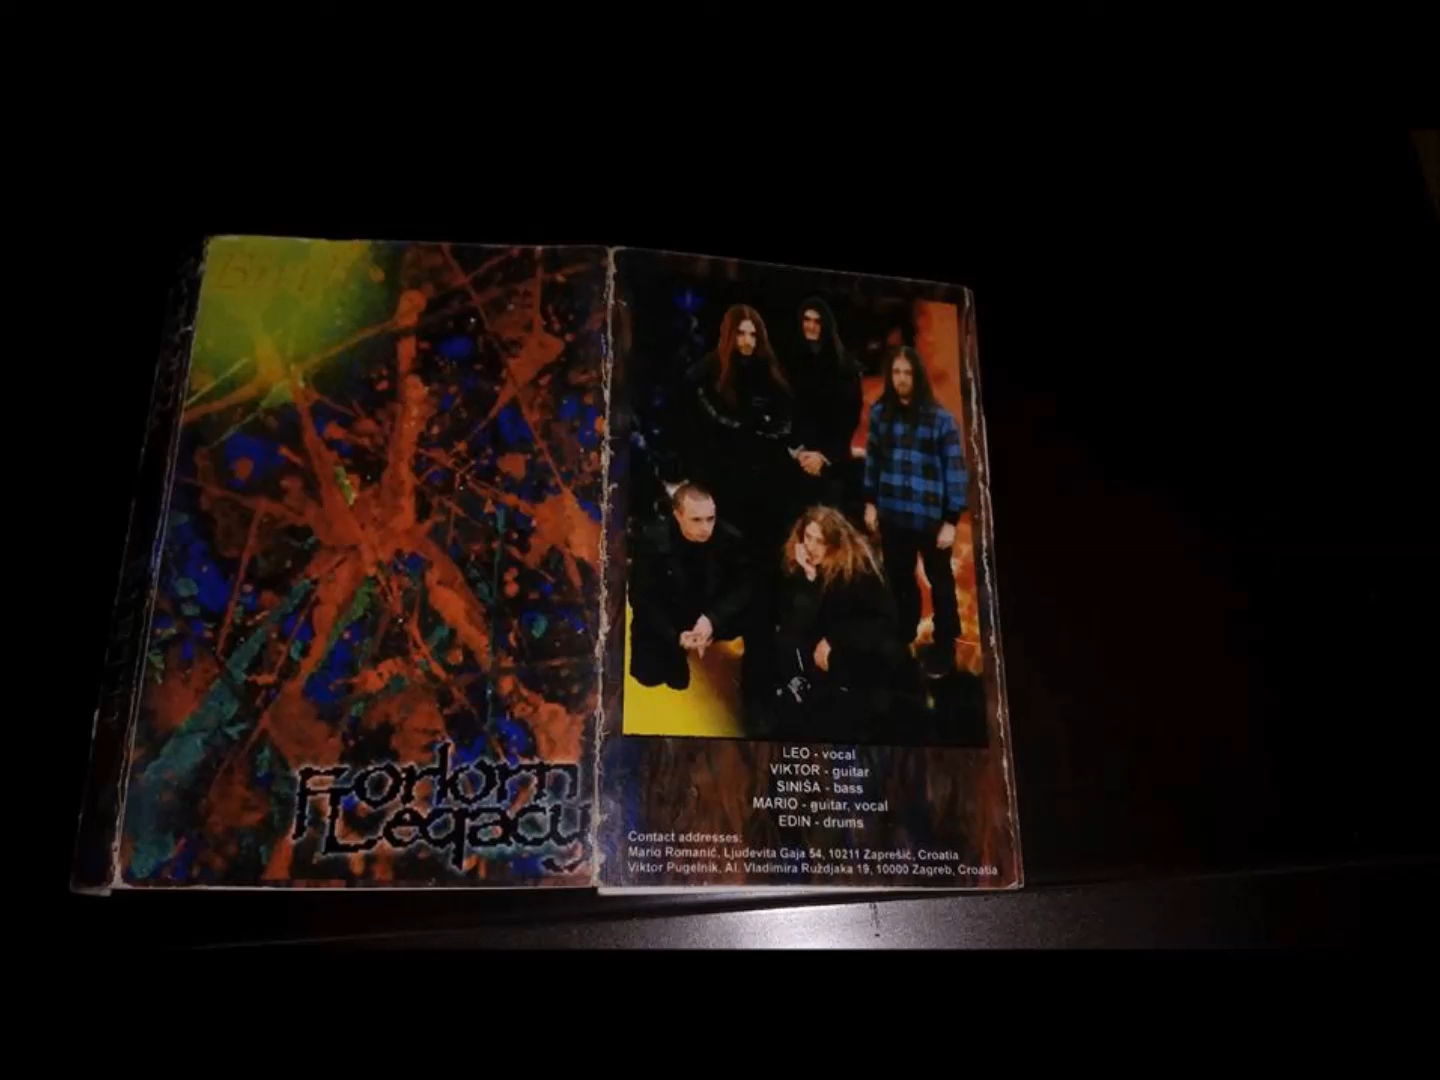 Forlorn
Legacy
LEO - vocal
VIKTOR - guitar
SINIŠA - bass
MARIO - guitar, vocal
EDIN - drums
Contact addresses:
Mario Romanić, Ljudevita Gaja 54, 10211 Zaprešić, Croatia
Viktor Pugelnik, Al. Vladimira Ruždjaka 19, 10000 Zagreb, Croatia